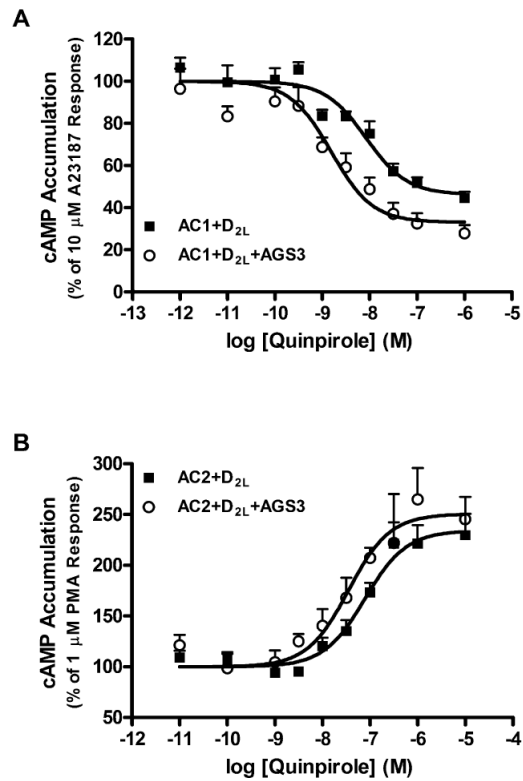 A
120
100
80
60
40
20
0
cAMP Accumulation
(% of 10 μM A23187 Response)
AC1+D2L
AC1+D2L+AGS3
-13 -12 -11 -10 -9 -8 -7 -6 -5
log [Quinpirole] (M)
B
300
250
200
150
100
50
cAMP Accumulation
(% of 1 μM PMA Response)
AC2+D2L
AC2+D2L+AGS3
-12 -11 -10 -9 -8 -7 -6 -5 -4
log [Quinpirole] (M)